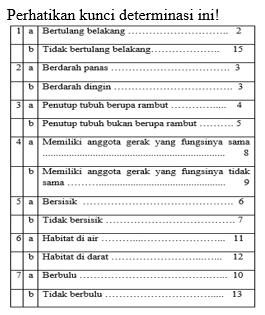 Perhatikan kunci determinasi ini!
1 a Bertulang belakang ................................ 2
b Tidak bertulang belakang...................... 15
2 a Berdarah panas ..................................... 3
b Berdarah dingin .................................... 3
3 a Penutup tubuh berupa rambut ................. 4
b Penutup tubuh bukan berupa rambut .......... 5
4 a Memiliki anggota gerak yang fungsinya sama
............................................................ 8
b Memiliki anggota gerak yang fungsinya tidak
sama .................................................... 9
5 a Bersisik ................................................ 6
b Tidak bersisik ....................................... 7
6 a Habitat di air ......................................... 11
b Habitat di darat ..................................... 12
7 a Berbulu ................................................ 10
b Tidak berbulu ....................................... 13